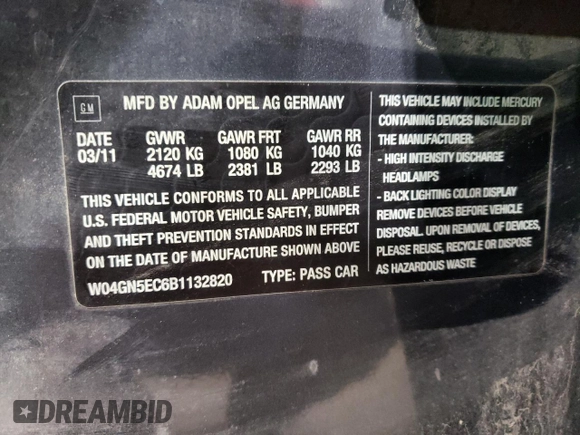 GM
MFD BY ADAM OPEL AG GERMANY
DATE GVWR GAWR FRT GAWR RR
03/11 2120 KG 1080 KG 1040 KG
4674 LB 2381 LB 2293 LB
THIS VEHICLE CONFORMS TO ALL APPLICABLE
U.S. FEDERAL MOTOR VEHICLE SAFETY, BUMPER
AND THEFT PREVENTION STANDARDS IN EFFECT
ON THE DATE OF MANUFACTURE SHOWN ABOVE
W04GN5EC6B1132820 TYPE: PASS CAR
THIS VEHICLE MAY INCLUDE MERCURY
CONTAINING DEVICES INSTALLED BY
THE MANUFACTURER:
- HIGH INTENSITY DISCHARGE
HEADLAMPS
- BACK LIGHTING COLOR DISPLAY
REMOVE DEVICES BEFORE VEHICLE
DISPOSAL. UPON REMOVAL OF DEVICES,
PLEASE REUSE, RECYCLE OR DISPOSE
AS HAZARDOUS WASTE
DREAMBID